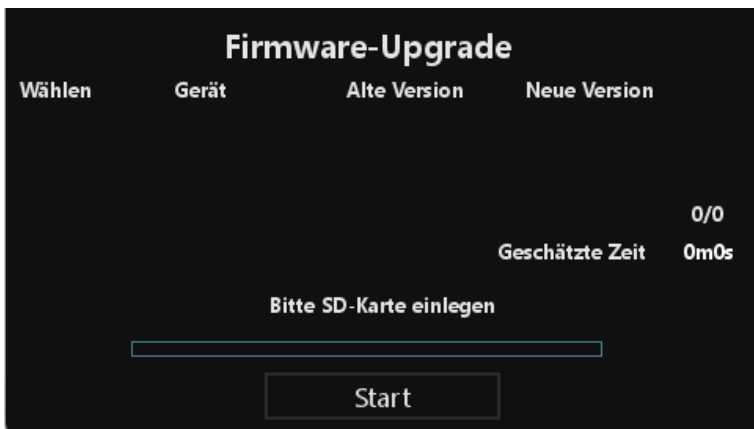 Firmware-Upgrade
Wählen Gerät Alte Version Neue Version
0/0
Geschätzte Zeit 0m0s
Bitte SD-Karte einlegen
Start